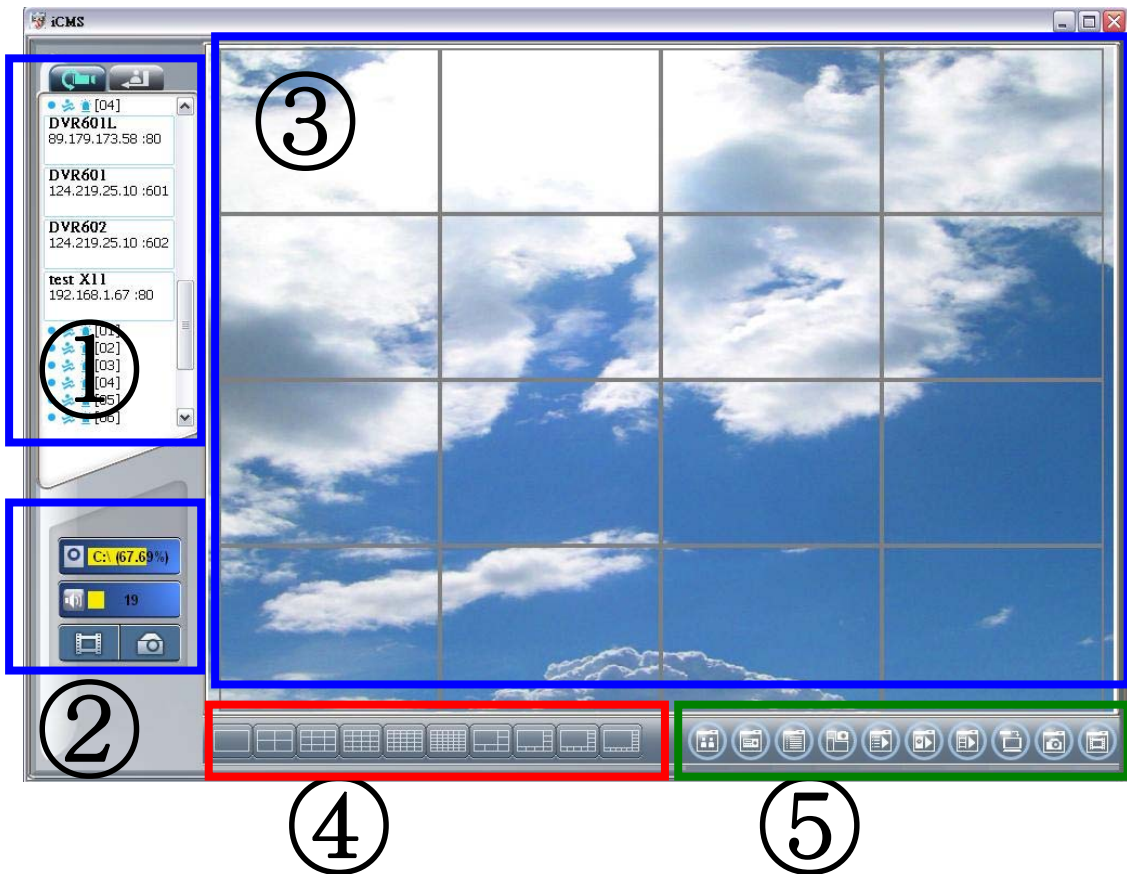 iCMS
[04]
DVR601L
89.179.173.58 :80
DVR601
124.219.25.10 :601
DVR602
124.219.25.10 :602
test X11
192.168.1.67 :80
[01]
[02]
[03]
[04]
[05]
[06]
①
C:\ (67.69%)
19
②
③
④
⑤